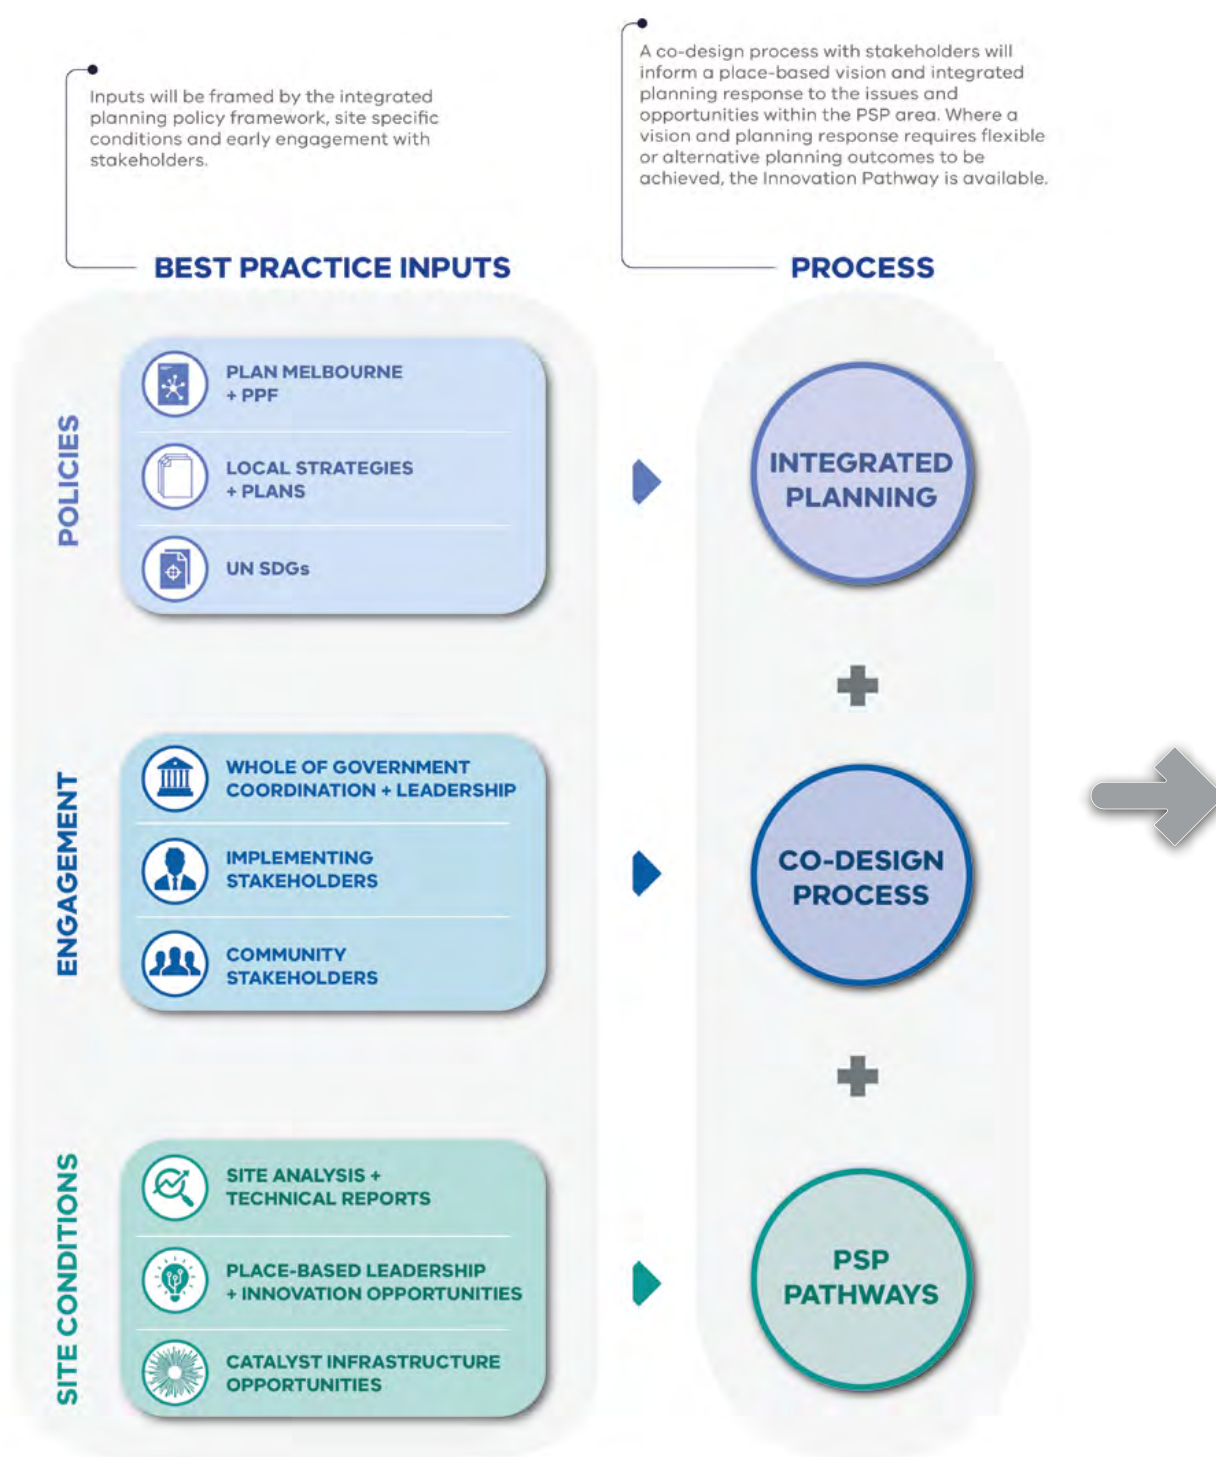 Inputs will be framed by the integrated
planning policy framework, site specific
conditions and early engagement with
stakeholders.
A co-design process with stakeholders will
inform a place-based vision and integrated
planning response to the issues and
opportunities within the PSP area. Where a
vision and planning response requires flexible
or alternative planning outcomes to be
achieved, the Innovation Pathway is available.
BEST PRACTICE INPUTS
PROCESS
POLICIES
PLAN MELBOURNE
+ PPF
LOCAL STRATEGIES
+ PLANS
UN SDGs
INTEGRATED
PLANNING
+
ENGAGEMENT
WHOLE OF GOVERNMENT
COORDINATION + LEADERSHIP
IMPLEMENTING
STAKEHOLDERS
COMMUNITY
STAKEHOLDERS
CO-DESIGN
PROCESS
+
SITE CONDITIONS
SITE ANALYSIS +
TECHNICAL REPORTS
PLACE-BASED LEADERSHIP
+ INNOVATION OPPORTUNITIES
CATALYST INFRASTRUCTURE
OPPORTUNITIES
PSP
PATHWAYS